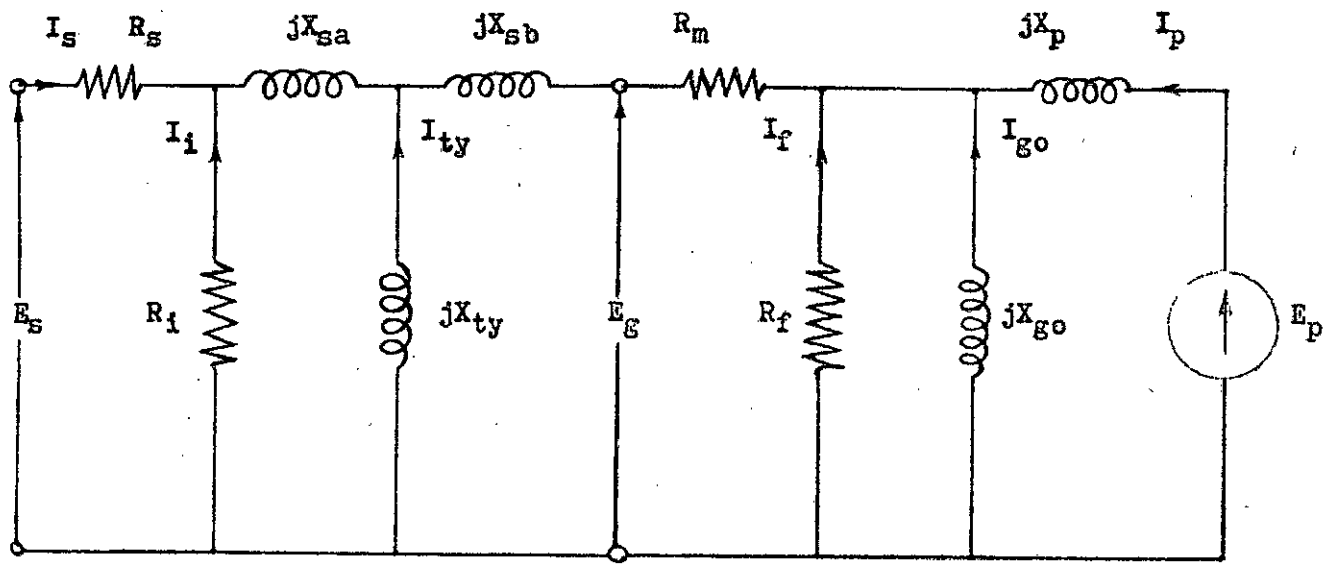 I_s R_s jX_sa jX_sb R_m jX_p I_p
I_i I_ty I_f I_go
E_s R_i jX_ty E_g R_f jX_go E_p